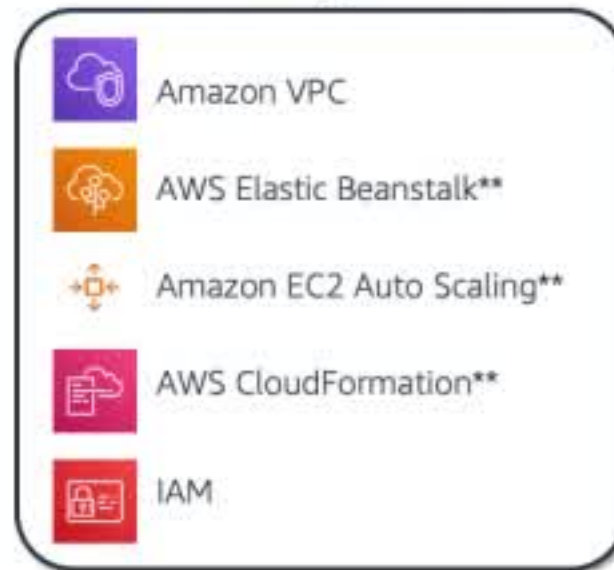 Amazon VPC
AWS Elastic Beanstalk**
Amazon EC2 Auto Scaling**
AWS CloudFormation**
IAM